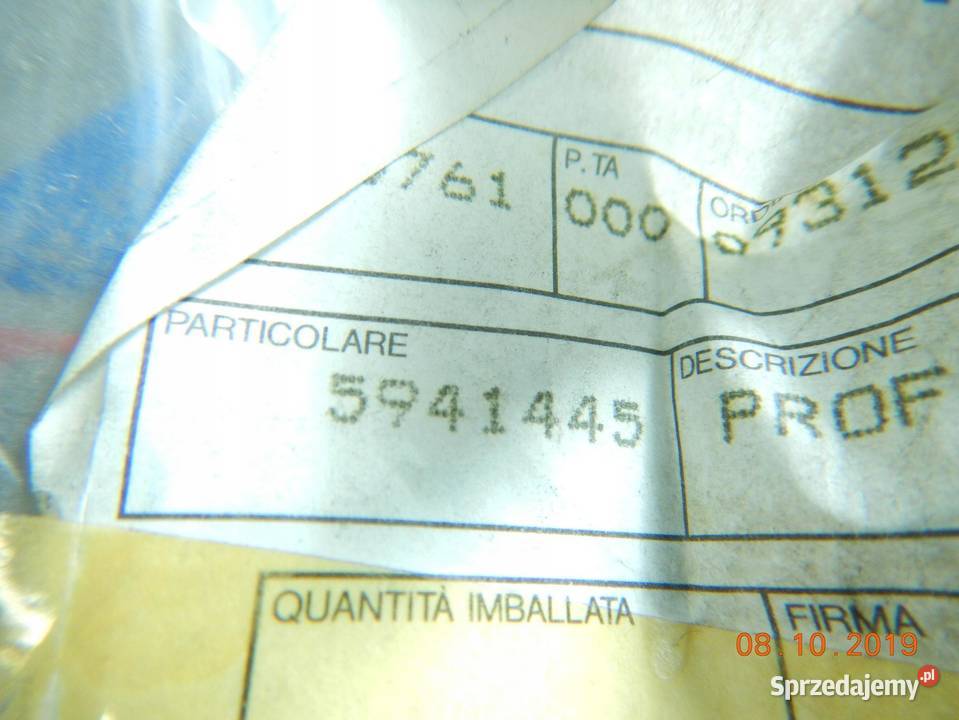 761 P.TA 000
PARTICOLARE
5941445
DESCRIZIONE
PROF
QUANTITÀ IMBALLATA
FIRMA
08.10.2019
Sprzedajemy.pl